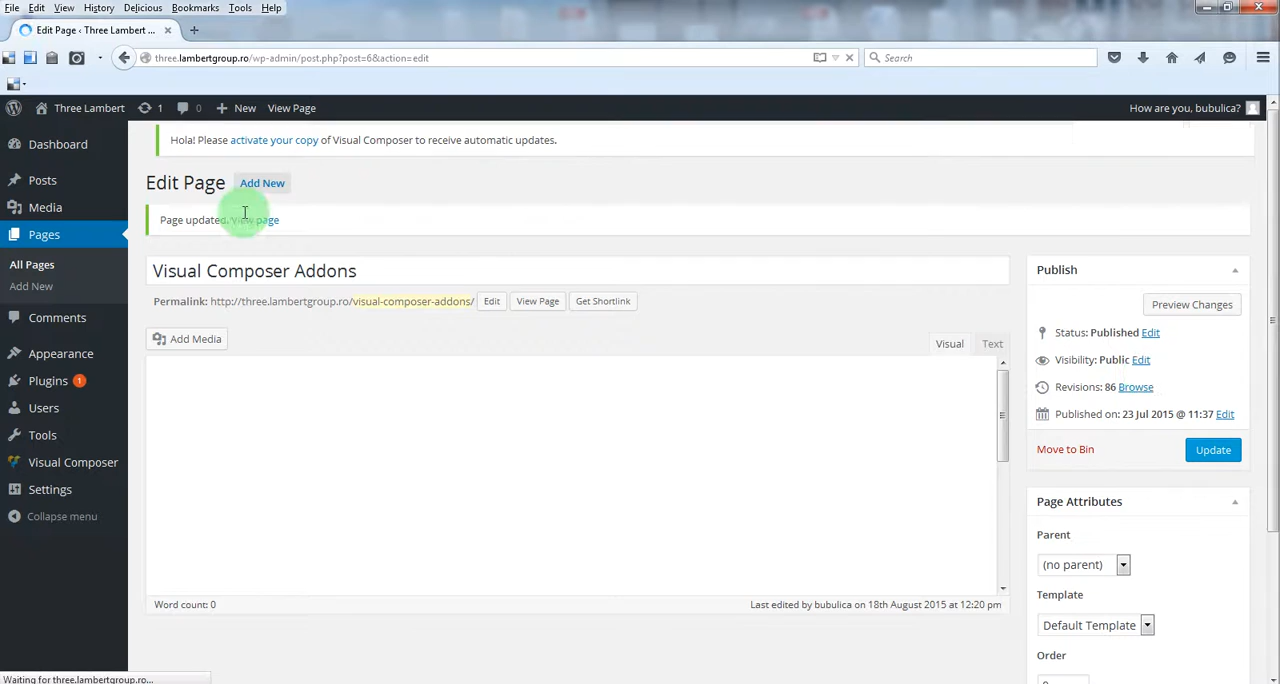 File Edit View History Delicious Bookmarks Tools Help
Edit Page ‹ Three Lambert ... × +
three.lambertgroup.ro/wp-admin/post.php?post=6&action=edit Search
Three Lambert 1 0 + New View Page How are you, bubulica?
Dashboard
Posts
Media
Pages
All Pages
Add New
Comments
Appearance
Plugins 1
Users
Tools
Visual Composer
Settings
Collapse menu
Hola! Please activate your copy of Visual Composer to receive automatic updates.
Edit Page Add New
Page updated. View page
Visual Composer Addons
Permalink: http://three.lambertgroup.ro/visual-composer-addons/ Edit View Page Get Shortlink
Add Media Visual Text
Word count: 0 Last edited by bubulica on 18th August 2015 at 12:20 pm
Publish
Preview Changes
Status: Published Edit
Visibility: Public Edit
Revisions: 86 Browse
Published on: 23 Jul 2015 @ 11:37 Edit
Move to Bin Update
Page Attributes
Parent
(no parent)
Template
Default Template
Order
Waiting for three.lambertgroup.ro...